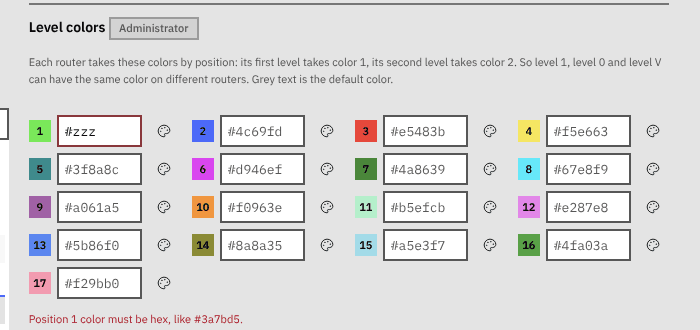 Level colors Administrator
Each router takes these colors by position: its first level takes color 1, its second level takes color 2. So level 1, level 0 and level V
can have the same color on different routers. Grey text is the default color.
1 #zzz 2 #4c69fd 3 #e5483b 4 #f5e663
5 #3f8a8c 6 #d946ef 7 #4a8639 8 #67e8f9
9 #a061a5 10 #f0963e 11 #b5efcb 12 #e287e8
13 #5b86f0 14 #8a8a35 15 #a5e3f7 16 #4fa03a
17 #f29bb0
Position 1 color must be hex, like #3a7bd5.